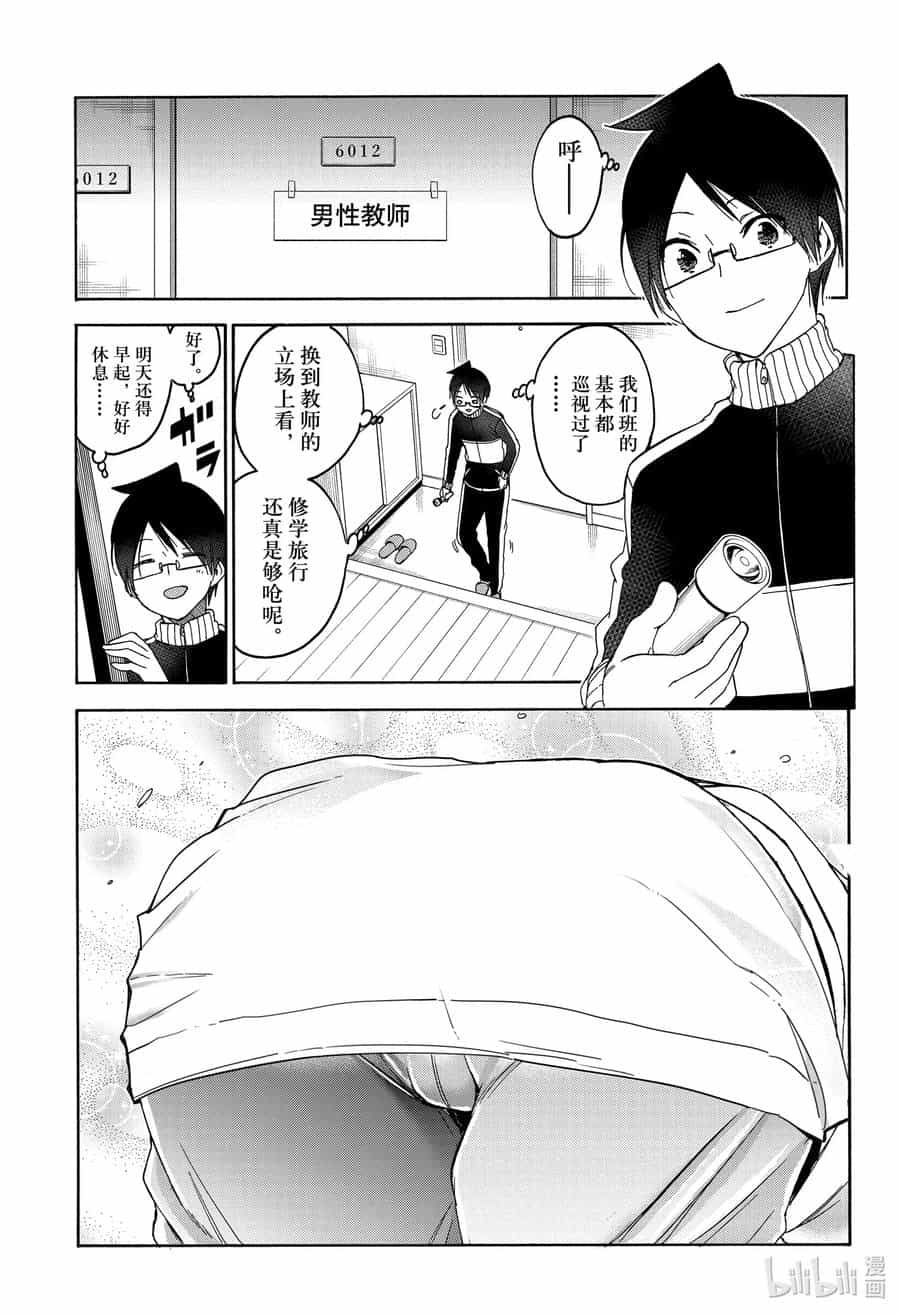 6012
6012
男性教师
呼——
我们班的
基本都
巡视过了
……
换到教师的
立场上看，
修学旅行
还真是够呛呢。
ガラ
好了。
明天还得
早起，好好
休息……
bilibili
漫画